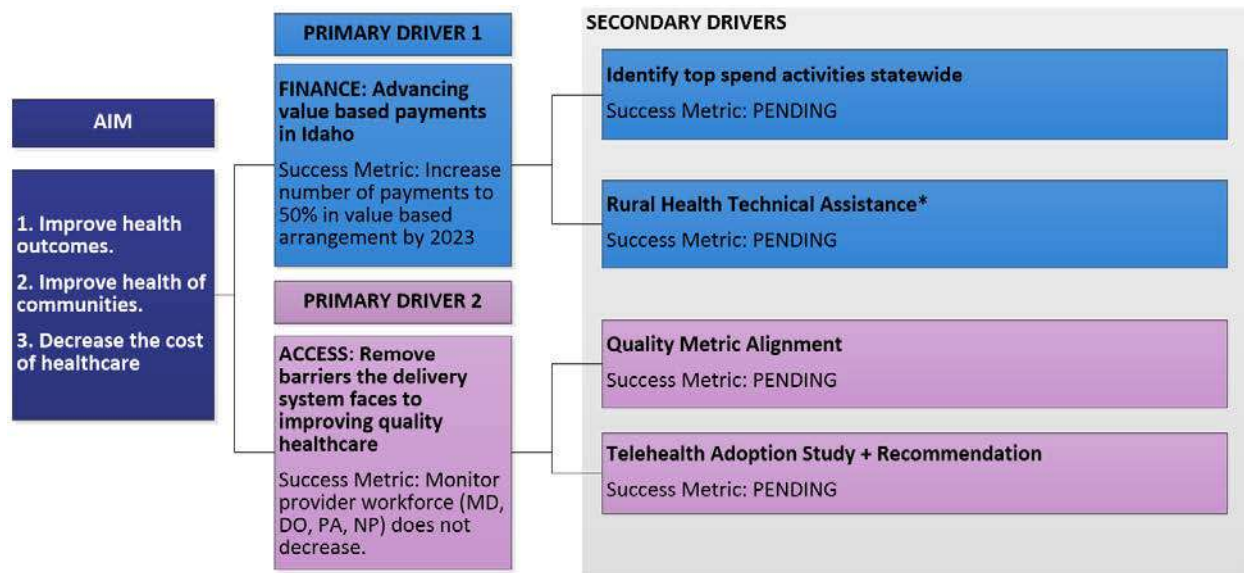 AIM
1. Improve health
outcomes.
2. Improve health of
communities.
3. Decrease the cost
of healthcare
PRIMARY DRIVER 1
FINANCE: Advancing
value based payments
in Idaho
Success Metric: Increase
number of payments to
50% in value based
arrangement by 2023
PRIMARY DRIVER 2
ACCESS: Remove
barriers the delivery
system faces to
improving quality
healthcare
Success Metric: Monitor
provider workforce (MD,
DO, PA, NP) does not
decrease.
SECONDARY DRIVERS
Identify top spend activities statewide
Success Metric: PENDING
Rural Health Technical Assistance*
Success Metric: PENDING
Quality Metric Alignment
Success Metric: PENDING
Telehealth Adoption Study + Recommendation
Success Metric: PENDING